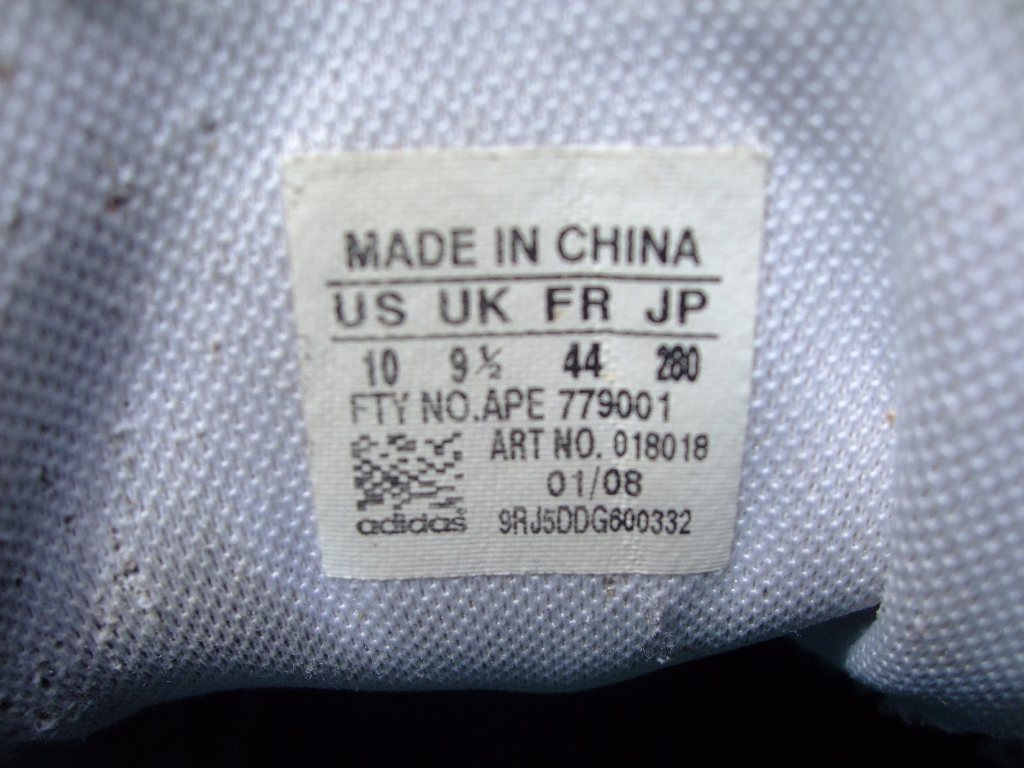 MADE IN CHINA
US UK FR JP
10 9½ 44 280
FTY NO.APE 779001
ART NO. 018018
01/08
adidas 9RJ5DDG600332